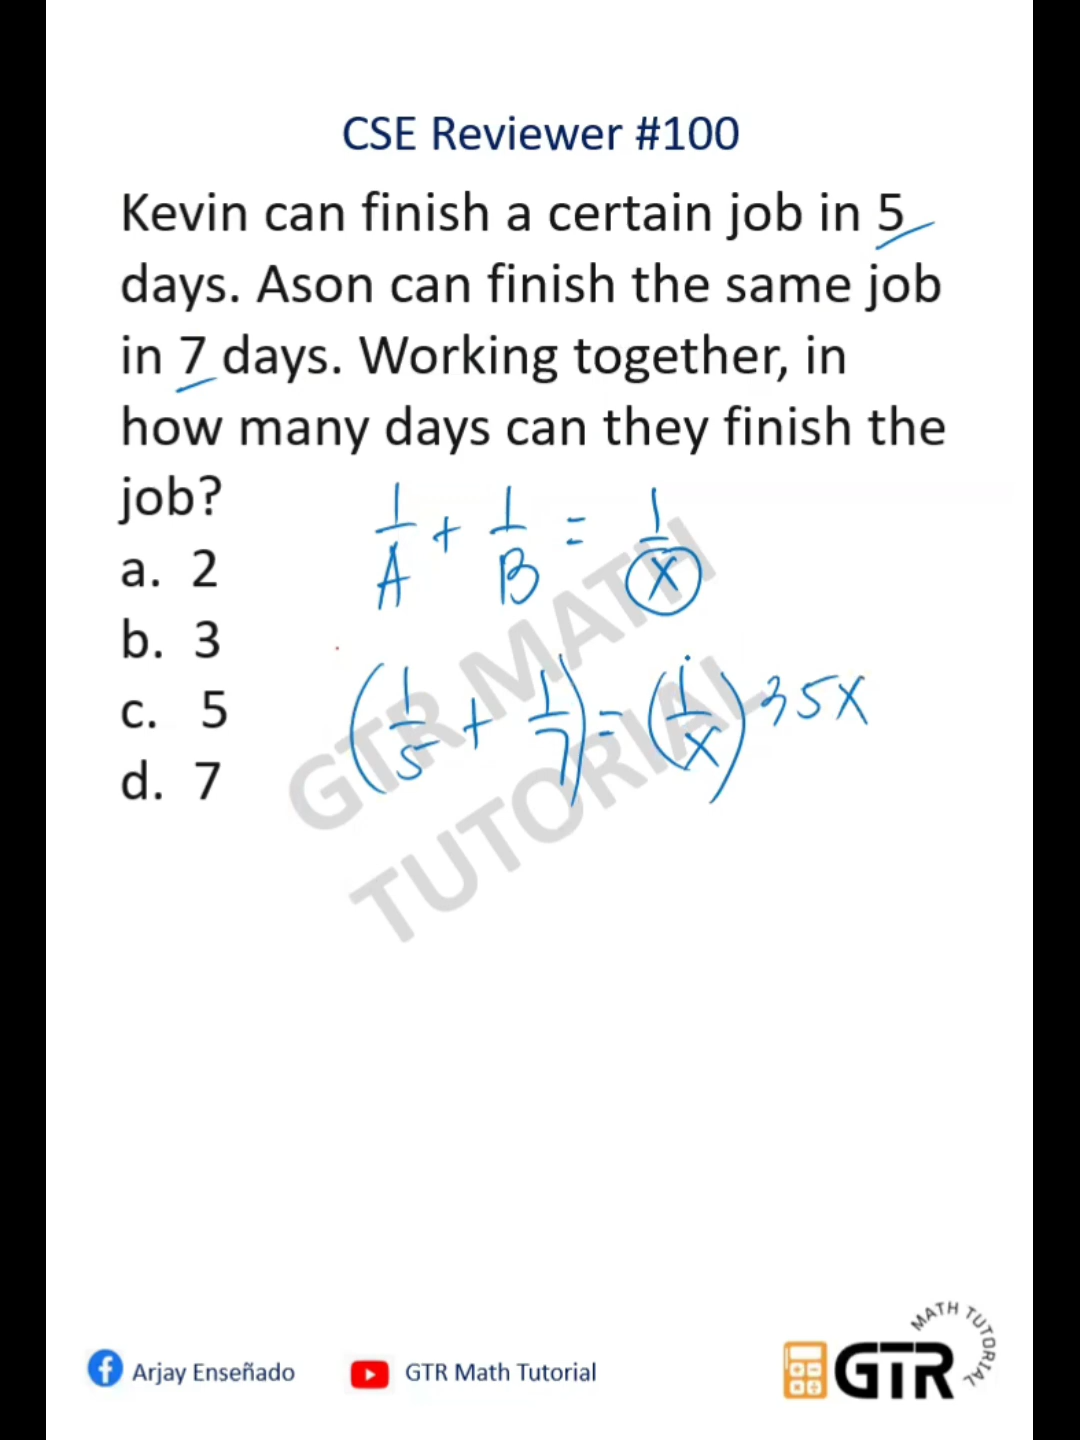 CSE Reviewer #100
Kevin can finish a certain job in 5
days. Ason can finish the same job
in 7 days. Working together, in
how many days can they finish the
job?
1/A + 1/B = 1/X
a. 2
b. 3
(1/5 + 1/7) = (1/X) 35X
c. 5
d. 7
GTR MATH
TUTORIAL
Arjay Enseñado
GTR Math Tutorial
GTR
MATH TUTORIAL